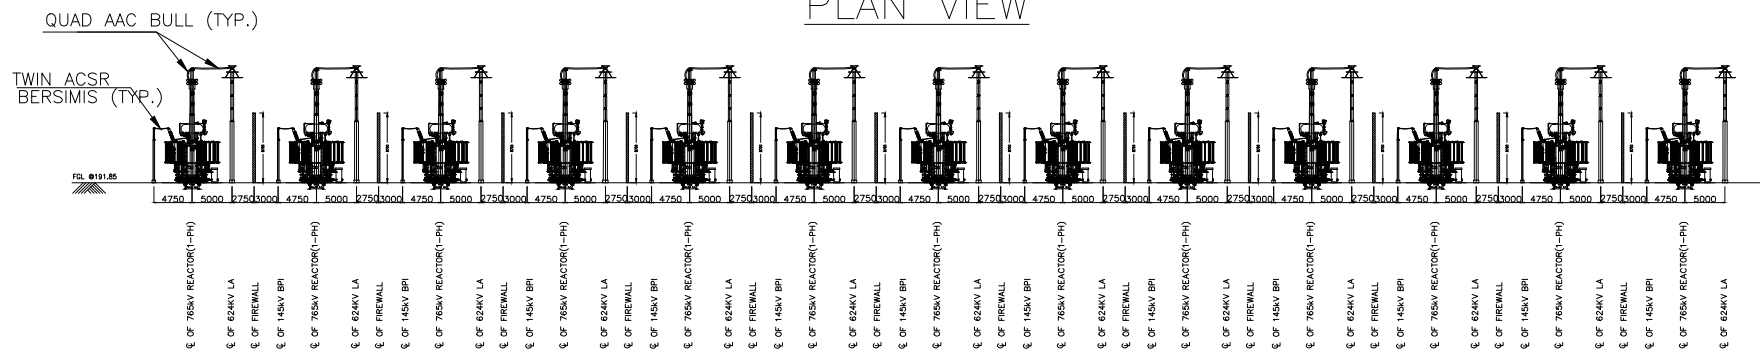 PLAN VIEW
QUAD AAC BULL (TYP.)
TWIN ACSR
BERSIMIS (TYP.)
FGL @191.85
4750 5000 2750 3000 4750 5000 2750 3000 4750 5000 2750 3000 4750 5000 2750 3000 4750 5000 2750 3000 4750 5000 2750 3000 4750 5000 2750 3000 4750 5000 2750 3000 4750 5000 2750 3000 4750 5000 2750 3000 4750 5000 2750 3000 4750 5000 2750 3000 4750 5000
℄ OF 765kV REACTOR(1-PH)
℄ OF 624KV LA
℄ OF FIREWALL
℄ OF 145kV BPI
℄ OF 765kV REACTOR(1-PH)
℄ OF 624KV LA
℄ OF FIREWALL
℄ OF 145kV BPI
℄ OF 765kV REACTOR(1-PH)
℄ OF 624KV LA
℄ OF FIREWALL
℄ OF 145kV BPI
℄ OF 765kV REACTOR(1-PH)
℄ OF 624KV LA
℄ OF FIREWALL
℄ OF 145kV BPI
℄ OF 765kV REACTOR(1-PH)
℄ OF 624KV LA
℄ OF FIREWALL
℄ OF 145kV BPI
℄ OF 765kV REACTOR(1-PH)
℄ OF 624KV LA
℄ OF FIREWALL
℄ OF 145kV BPI
℄ OF 765kV REACTOR(1-PH)
℄ OF 624KV LA
℄ OF FIREWALL
℄ OF 145kV BPI
℄ OF 765kV REACTOR(1-PH)
℄ OF 624KV LA
℄ OF FIREWALL
℄ OF 145kV BPI
℄ OF 765kV REACTOR(1-PH)
℄ OF 624KV LA
℄ OF FIREWALL
℄ OF 145kV BPI
℄ OF 765kV REACTOR(1-PH)
℄ OF 624KV LA
℄ OF FIREWALL
℄ OF 145kV BPI
℄ OF 765kV REACTOR(1-PH)
℄ OF 624KV LA
℄ OF FIREWALL
℄ OF 145kV BPI
℄ OF 765kV REACTOR(1-PH)
℄ OF 624KV LA
℄ OF FIREWALL
℄ OF 145kV BPI
℄ OF 765kV REACTOR(1-PH)
℄ OF 624KV LA